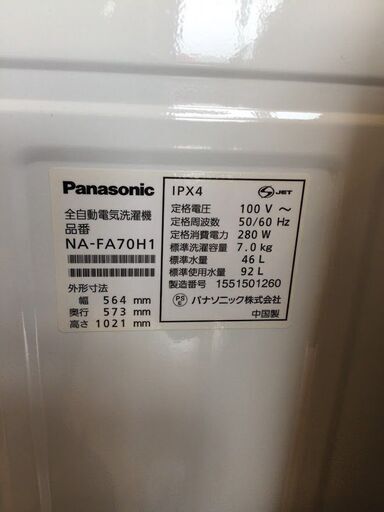 Panasonic
全自動電気洗濯機
品番
NA-FA70H1
外形寸法
幅 564 mm
奥行 573 mm
高さ 1021 mm
IPX4
S JET
定格電圧 100 V ~
定格周波数 50/60 Hz
定格消費電力 280 W
標準洗濯容量 7.0 kg
標準水量 46 L
標準使用水量 92 L
製造番号 1551501260
PS E パナソニック株式会社
中国製